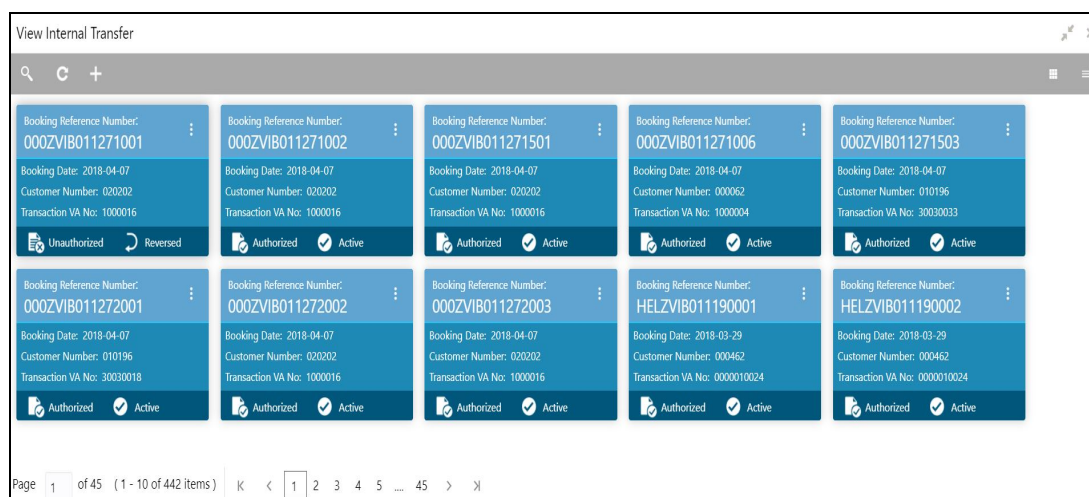 View Internal Transfer
Booking Reference Number: Booking Reference Number: Booking Reference Number: Booking Reference Number: Booking Reference Number:
000ZVIB011271001 000ZVIB011271002 000ZVIB011271501 000ZVIB011271006 000ZVIB011271503
Booking Date: 2018-04-07 Booking Date: 2018-04-07 Booking Date: 2018-04-07 Booking Date: 2018-04-07 Booking Date: 2018-04-07
Customer Number: 020202 Customer Number: 020202 Customer Number: 020202 Customer Number: 000062 Customer Number: 010196
Transaction VA No: 1000016 Transaction VA No: 1000016 Transaction VA No: 1000016 Transaction VA No: 1000004 Transaction VA No: 30030033
Unauthorized Reversed Authorized Active Authorized Active Authorized Active Authorized Active
Booking Reference Number: Booking Reference Number: Booking Reference Number: Booking Reference Number: Booking Reference Number:
000ZVIB011272001 000ZVIB011272002 000ZVIB011272003 HELZVIB011190001 HELZVIB011190002
Booking Date: 2018-04-07 Booking Date: 2018-04-07 Booking Date: 2018-04-07 Booking Date: 2018-03-29 Booking Date: 2018-03-29
Customer Number: 010196 Customer Number: 020202 Customer Number: 020202 Customer Number: 000462 Customer Number: 000462
Transaction VA No: 30030018 Transaction VA No: 1000016 Transaction VA No: 1000016 Transaction VA No: 0000010024 Transaction VA No: 0000010024
Authorized Active Authorized Active Authorized Active Authorized Active Authorized Active
Page 1 of 45 (1 - 10 of 442 items) 1 2 3 4 5 .... 45